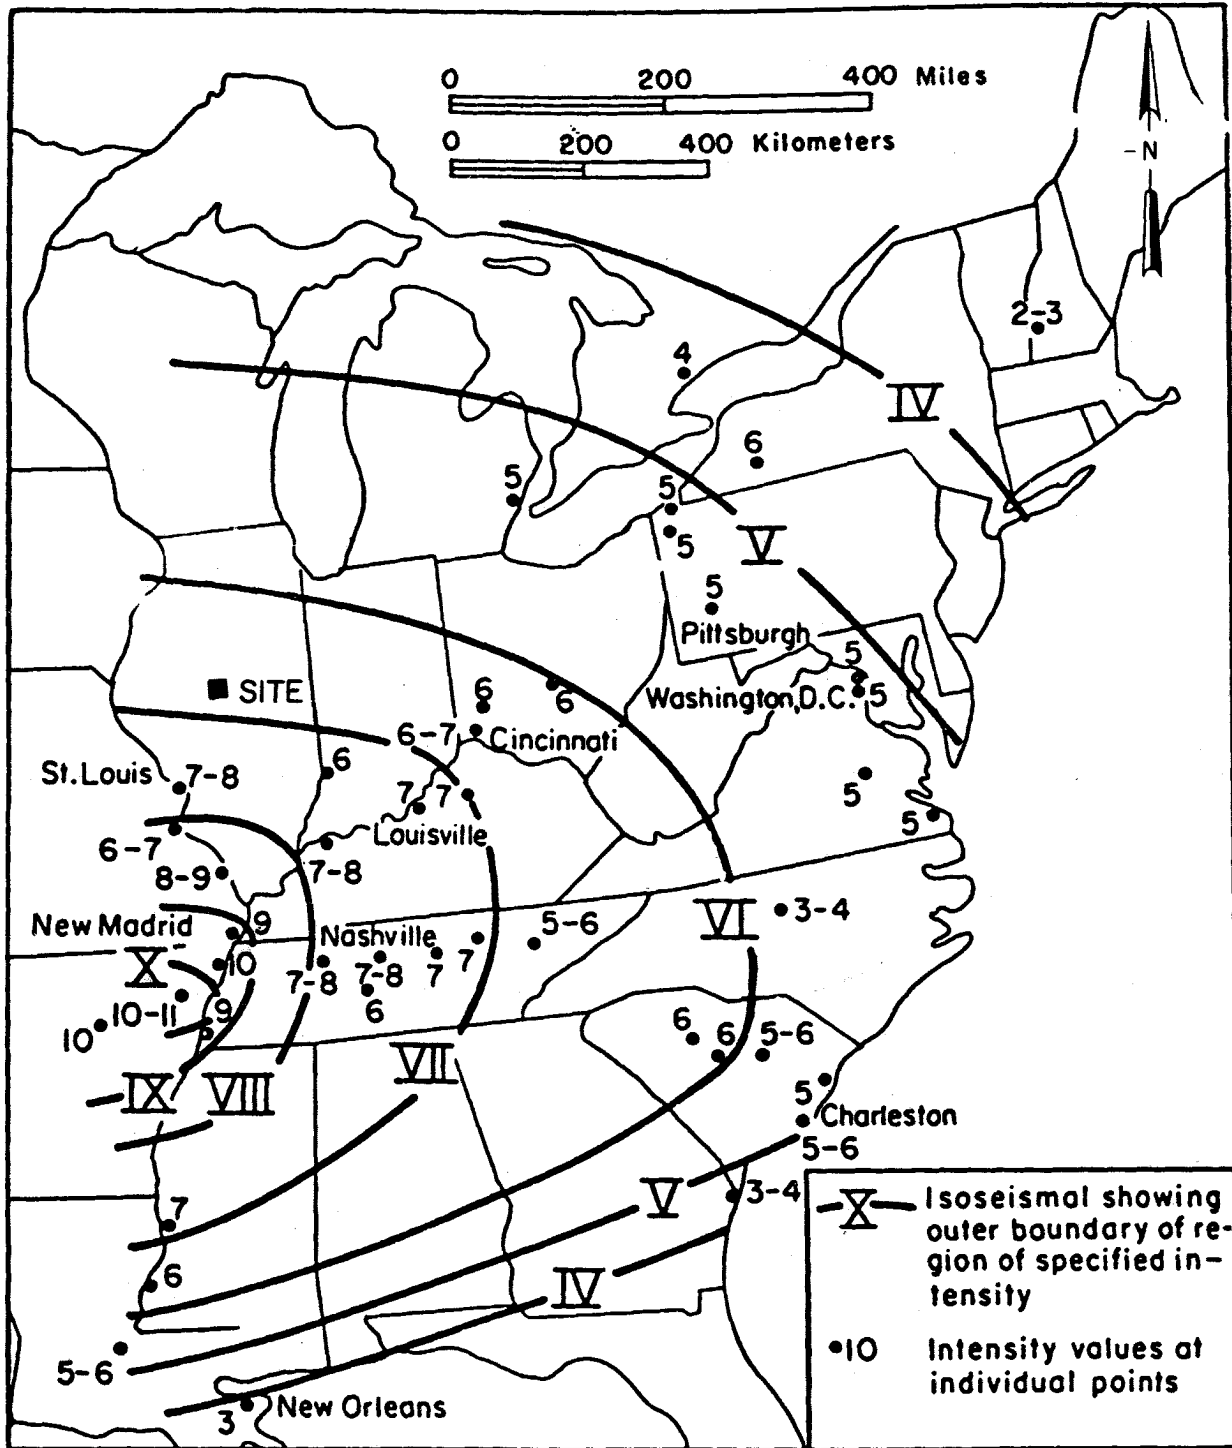 0 200 400 Miles
0 200 400 Kilometers
-N
2-3
4
IV
6
5
5
5
V
5
Pittsburgh
5
SITE
6
6
Washington, D.C. 5
6-7
Cincinnati
St. Louis 7-8
6
5
7 7
Louisville
5
6-7
7-8
8-9
VI
3-4
New Madrid 9
Nashville
5-6
X
10
7-8
7-8
7
7
10-11
9
6
10
6
6
5-6
VII
IX
VIII
5
Charleston
5-6
7
V
3-4
6
IV
5-6
3
New Orleans
X Isoseismal showing
outer boundary of re-
gion of specified in-
tensity
10 Intensity values at
individual points